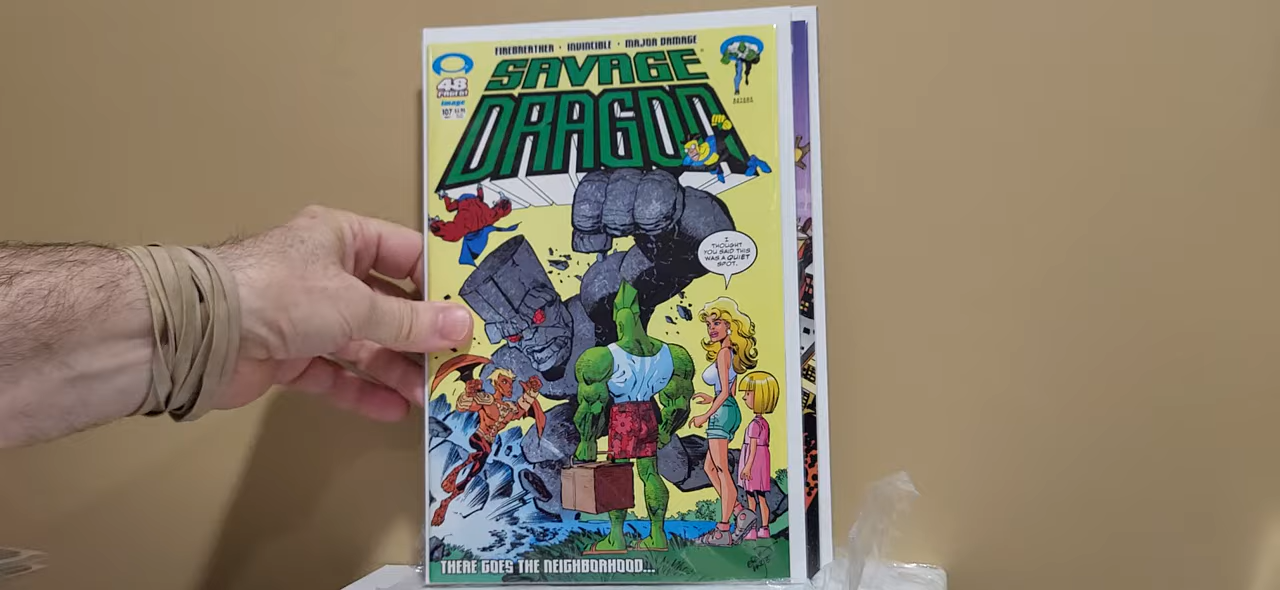 FIREBREATHER • INVINCIBLE • MAJOR DAMAGE
SAVAGE
DRAGON
48
PAGES!
image
107
I
THOUGHT
YOU SAID THIS
WAS A QUIET
SPOT.
THERE GOES THE NEIGHBORHOOD...